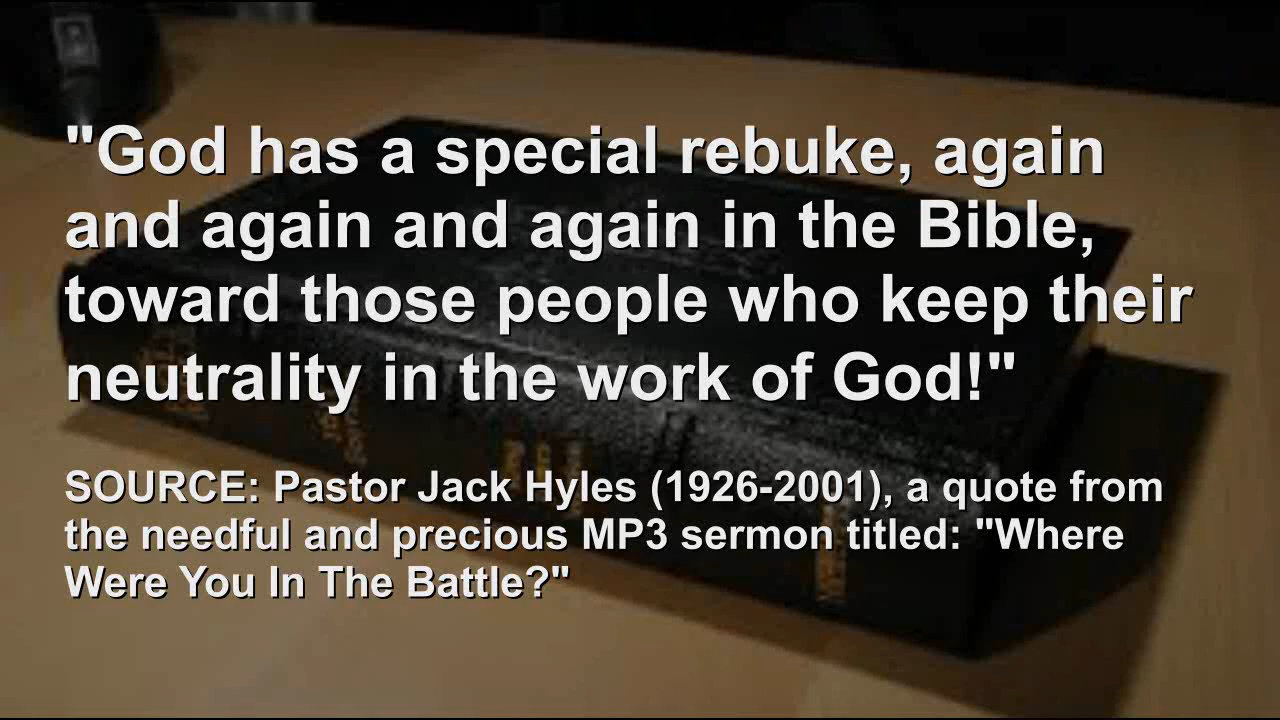 "God has a special rebuke, again
and again and again in the Bible,
toward those people who keep their
neutrality in the work of God!"
SOURCE: Pastor Jack Hyles (1926-2001), a quote from
the needful and precious MP3 sermon titled: "Where
Were You In The Battle?"